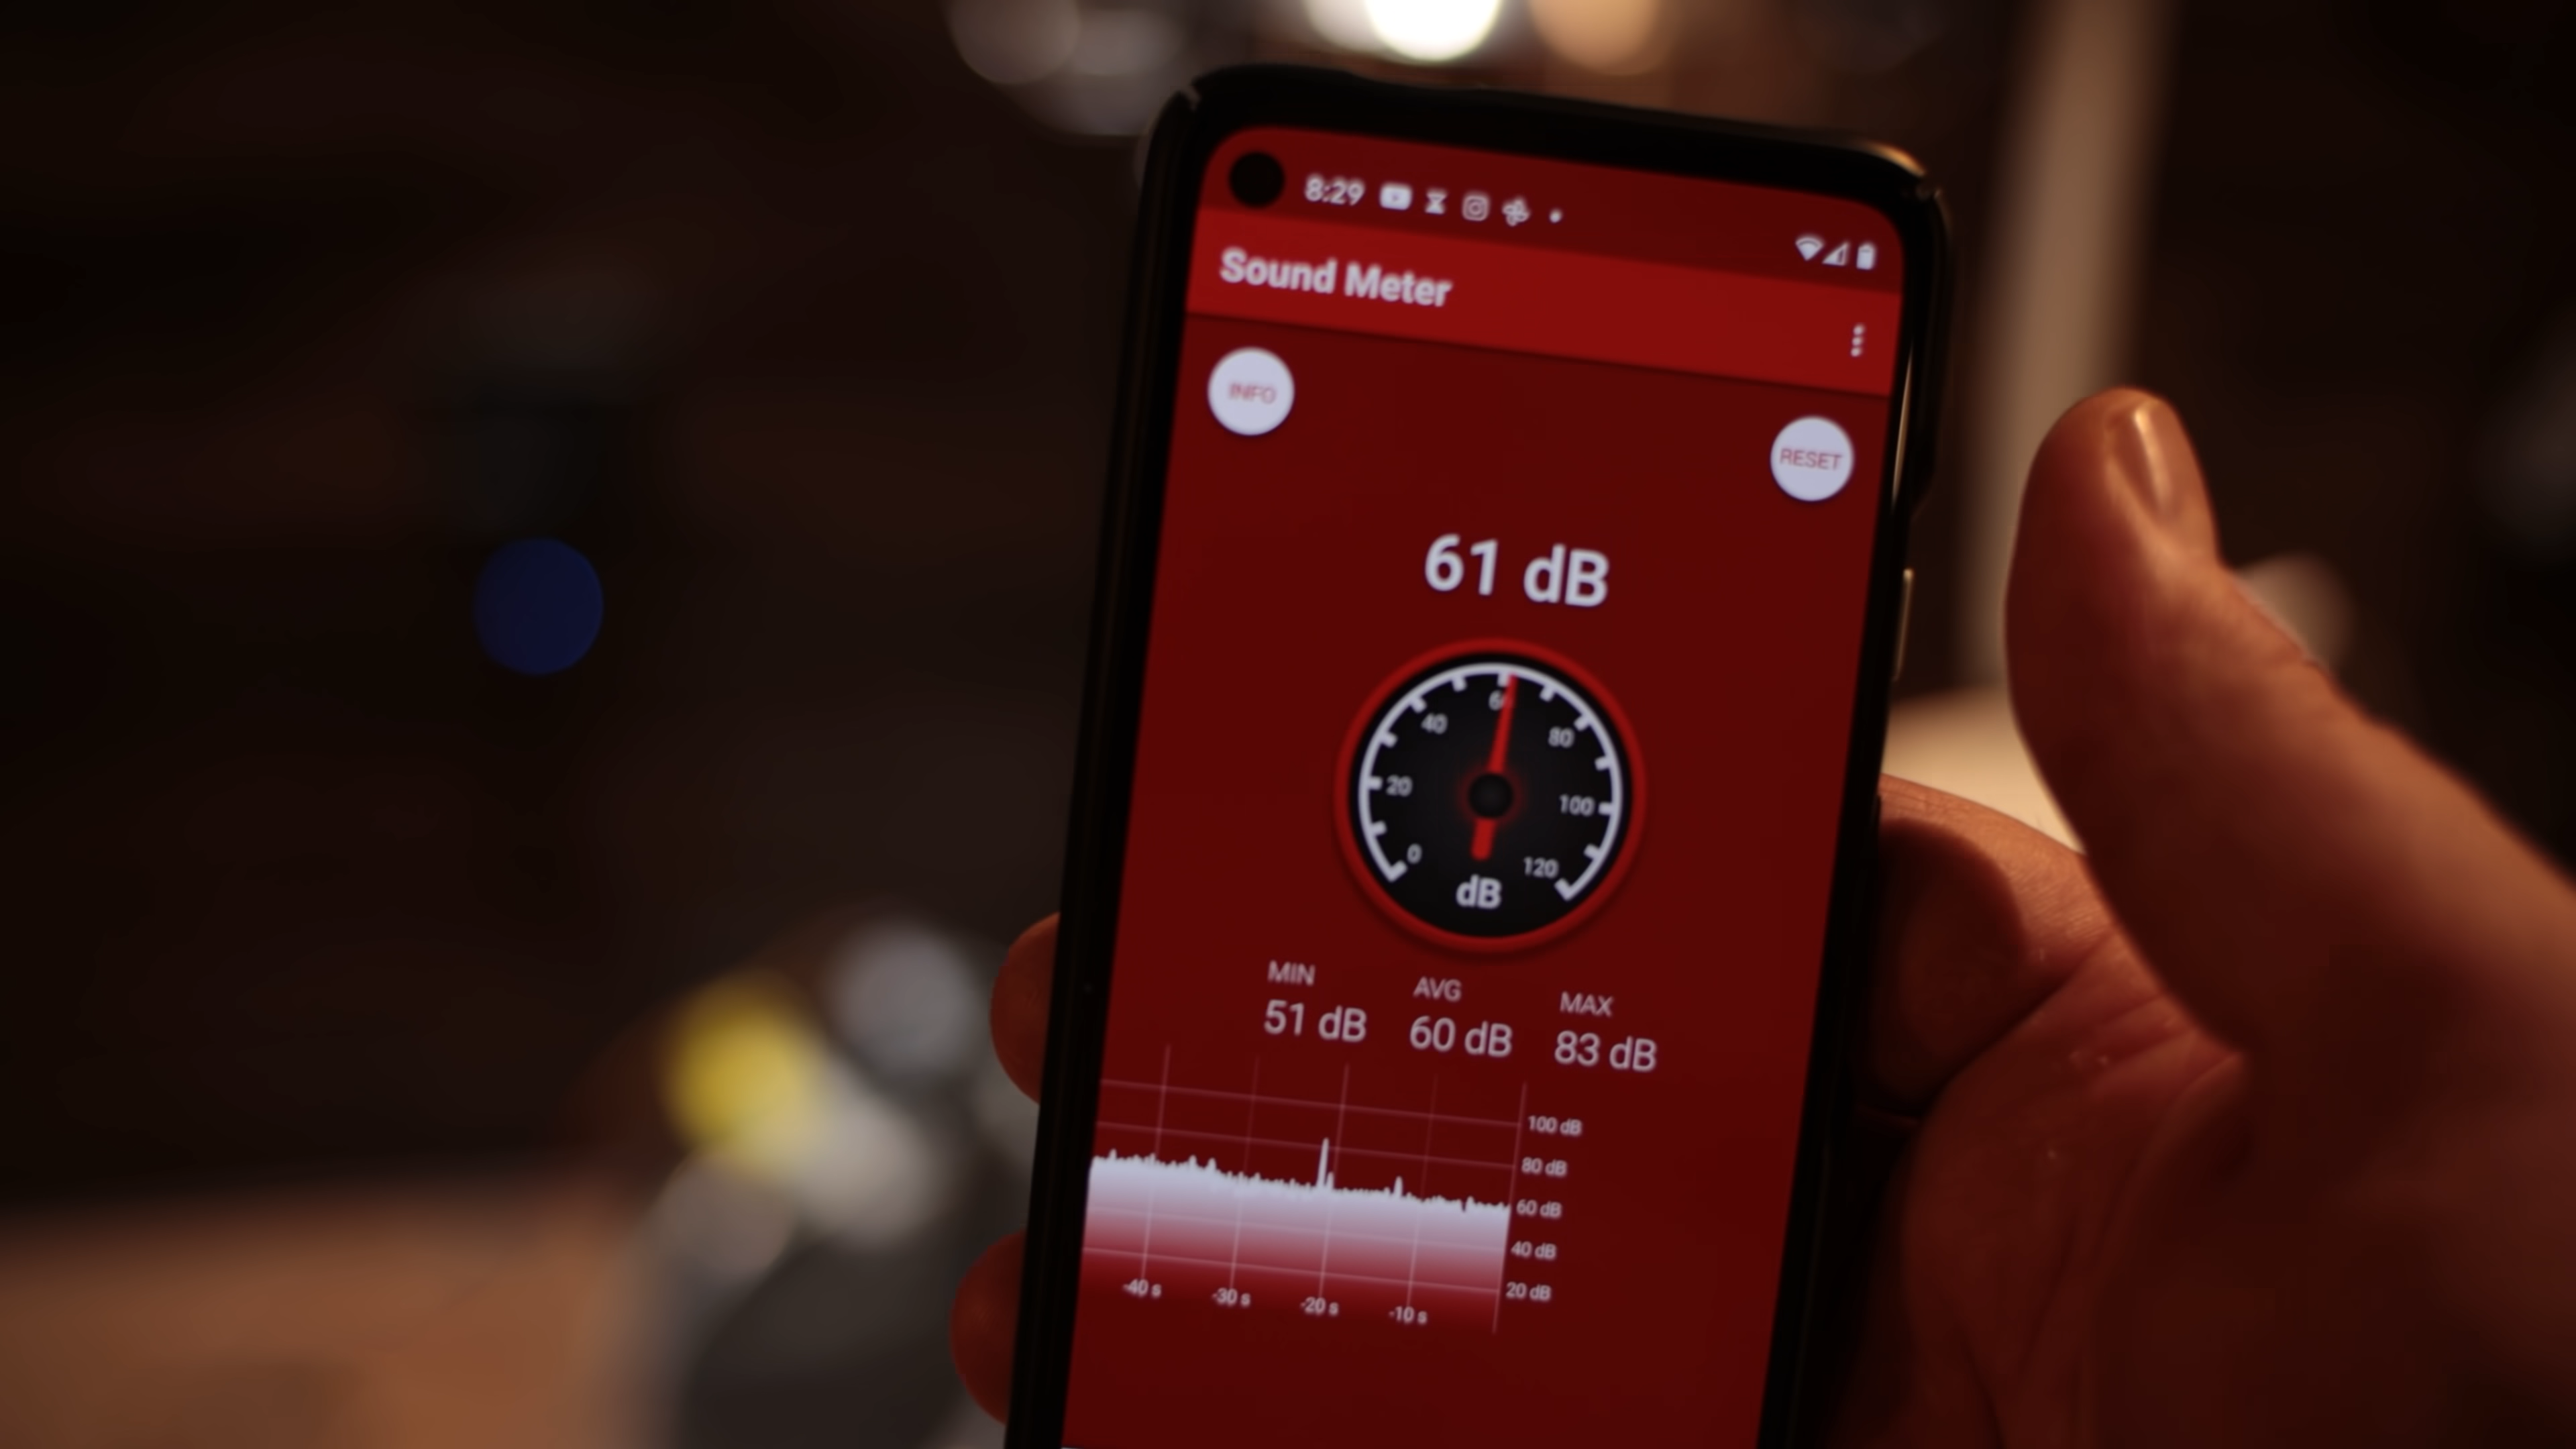 8:29
Sound Meter
INFO
RESET
61 dB
0
20
40
60
80
100
120
dB
MIN AVG MAX
51 dB 60 dB 83 dB
100 dB
80 dB
60 dB
40 dB
20 dB
-40 s -30 s -20 s -10 s